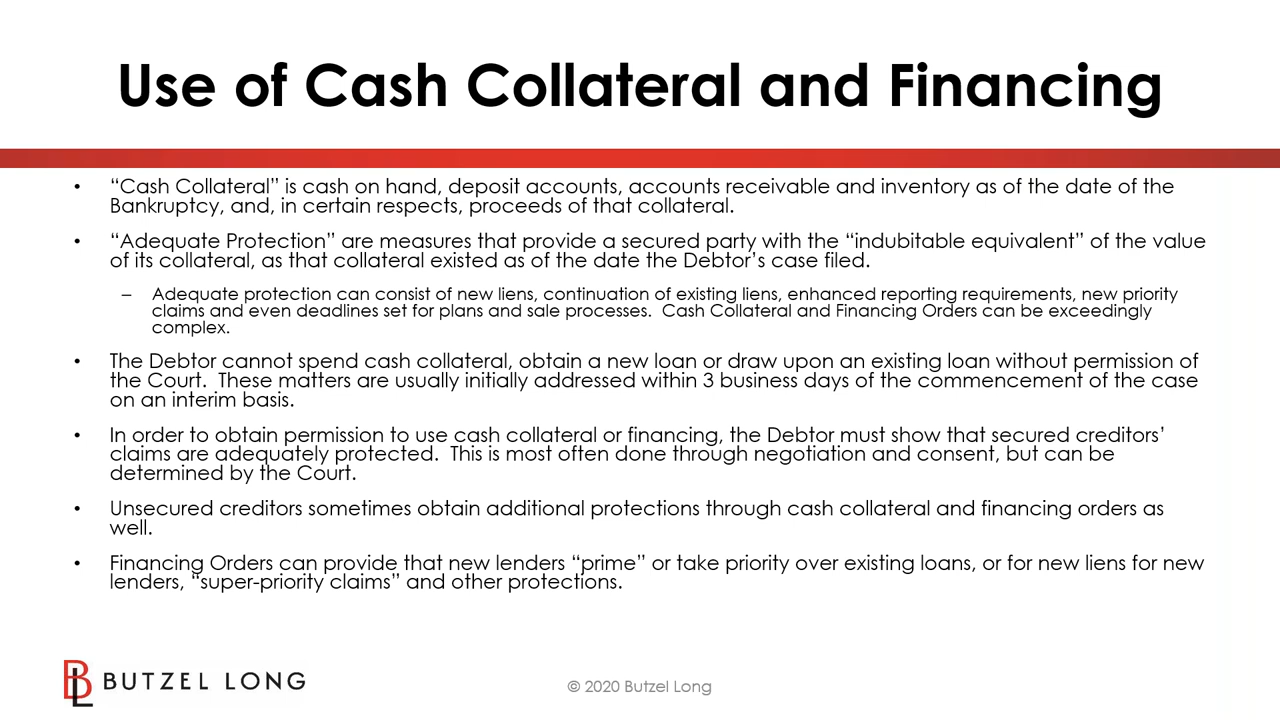 Use of Cash Collateral and Financing
• “Cash Collateral” is cash on hand, deposit accounts, accounts receivable and inventory as of the date of the
Bankruptcy, and, in certain respects, proceeds of that collateral.
• “Adequate Protection” are measures that provide a secured party with the “indubitable equivalent” of the value
of its collateral, as that collateral existed as of the date the Debtor’s case filed.
– Adequate protection can consist of new liens, continuation of existing liens, enhanced reporting requirements, new priority
claims and even deadlines set for plans and sale processes.  Cash Collateral and Financing Orders can be exceedingly
complex.
• The Debtor cannot spend cash collateral, obtain a new loan or draw upon an existing loan without permission of
the Court.  These matters are usually initially addressed within 3 business days of the commencement of the case
on an interim basis.
• In order to obtain permission to use cash collateral or financing, the Debtor must show that secured creditors’
claims are adequately protected.  This is most often done through negotiation and consent, but can be
determined by the Court.
• Unsecured creditors sometimes obtain additional protections through cash collateral and financing orders as
well.
• Financing Orders can provide that new lenders “prime” or take priority over existing loans, or for new liens for new
lenders, “super-priority claims” and other protections.
BL BUTZEL LONG
© 2020 Butzel Long